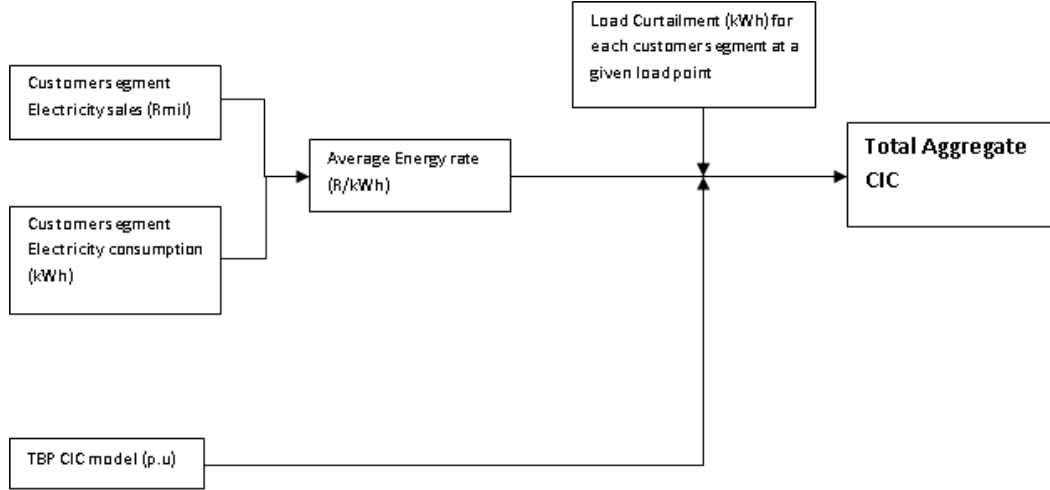 Load Curtailment (kWh) for
each customer segment at a
given load point
Customer segment
Electricity sales (Rmil)
Average Energy rate
(R/kWh)
Total Aggregate
CIC
Customer segment
Electricity consumption
(kWh)
TBP CIC model (p.u)